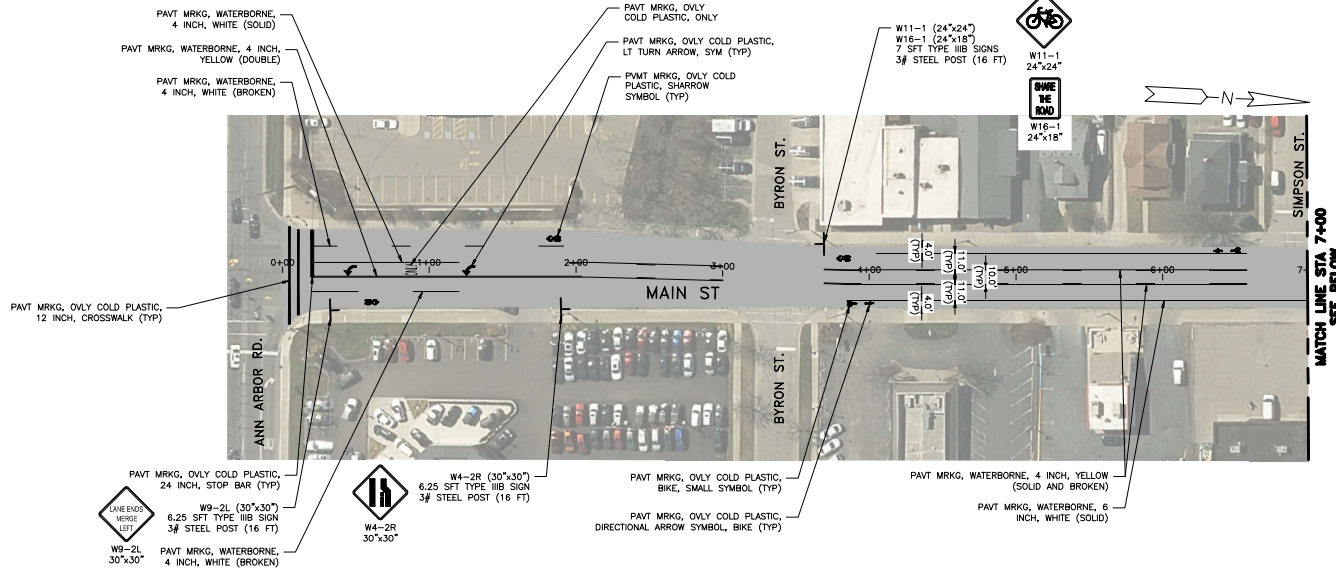 PAVT MRKG, WATERBORNE,
4 INCH, WHITE (SOLID)
PAVT MRKG, WATERBORNE, 4 INCH,
YELLOW (DOUBLE)
PAVT MRKG, WATERBORNE,
4 INCH, WHITE (BROKEN)
PAVT MRKG, OVLY
COLD PLASTIC, ONLY
PAVT MRKG, OVLY COLD PLASTIC,
LT TURN ARROW, SYM (TYP)
PVMT MRKG, OVLY COLD
PLASTIC, SHARROW
SYMBOL (TYP)
W11-1 (24"x24")
W16-1 (24"x18")
7 SFT TYPE IIIB SIGNS
3# STEEL POST (16 FT)
W11-1
24"x24"
SHARE
THE
ROAD
W16-1
24"x18"
N
BYRON ST.
SIMPSON ST.
0+00
1+00
2+00
3+00
4+00
5+00
6+00
7
ONLY
MAIN ST
4.0'
(TYP)
11.0'
(TYP)
10.0'
(TYP)
11.0'
(TYP)
4.0'
(TYP)
MATCH LINE STA 7+00
SEE BELOW
PAVT MRKG, OVLY COLD PLASTIC,
12 INCH, CROSSWALK (TYP)
ANN ARBOR RD.
BYRON ST.
PAVT MRKG, OVLY COLD PLASTIC,
24 INCH, STOP BAR (TYP)
LANE ENDS
MERGE
LEFT
W9-2L
30"x30"
W9-2L (30"x30")
6.25 SFT TYPE IIIB SIGN
3# STEEL POST (16 FT)
PAVT MRKG, WATERBORNE,
4 INCH, WHITE (BROKEN)
W4-2R
30"x30"
W4-2R (30"x30")
6.25 SFT TYPE IIIB SIGN
3# STEEL POST (16 FT)
PAVT MRKG, OVLY COLD PLASTIC,
BIKE, SMALL SYMBOL (TYP)
PAVT MRKG, OVLY COLD PLASTIC,
DIRECTIONAL ARROW SYMBOL, BIKE (TYP)
PAVT MRKG, WATERBORNE, 4 INCH, YELLOW
(SOLID AND BROKEN)
PAVT MRKG, WATERBORNE, 6
INCH, WHITE (SOLID)